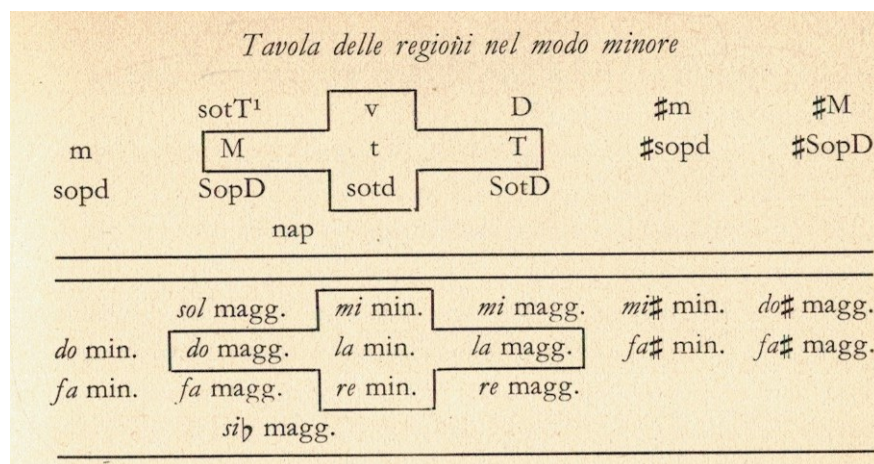 Tavola delle regioni nel modo minore
sotT¹ v D ♯m ♯M
m M t T ♯sopd ♯SopD
sopd SopD sotd SotD
nap
sol magg. mi min. mi magg. mi♯ min. do♯ magg.
do min. do magg. la min. la magg. fa♯ min. fa♯ magg.
fa min. fa magg. re min. re magg.
si♭ magg.